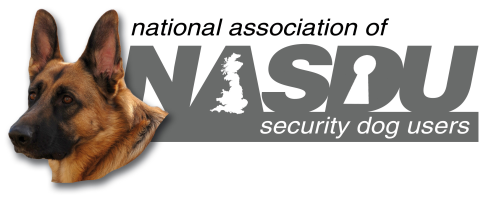 national association of
NASDU
security dog users